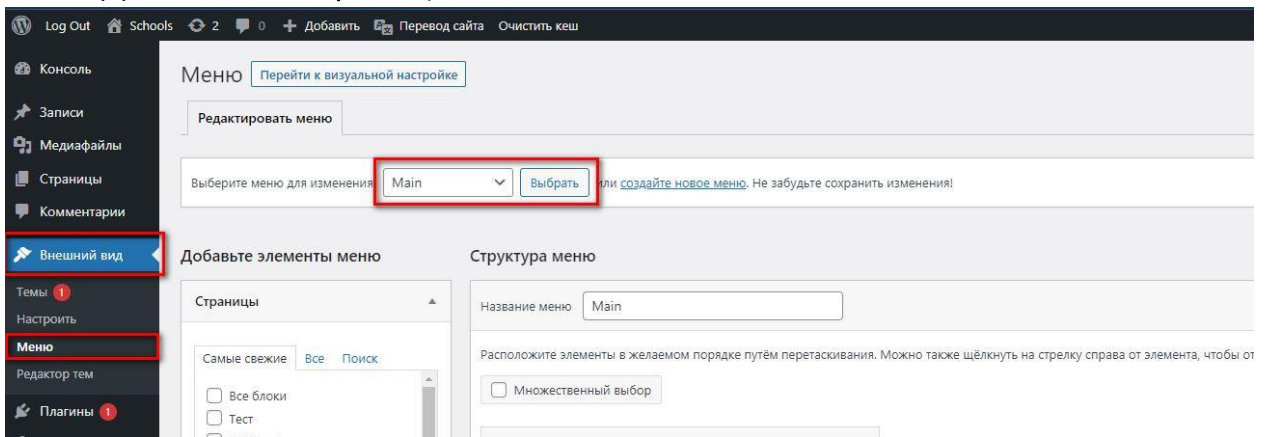 Log Out Schools 2 0 + Добавить Перевод сайта Очистить кеш
Консоль
Записи
Медиафайлы
Страницы
Комментарии
Внешний вид
Темы 1
Настроить
Меню
Редактор тем
Плагины 1
Меню Перейти к визуальной настройке
Редактировать меню
Выберите меню для изменения Main Выбрать или создайте новое меню. Не забудьте сохранить изменения!
Добавьте элементы меню
Страницы
Самые свежие Все Поиск
Все блоки
Тест
Структура меню
Название меню Main
Расположите элементы в желаемом порядке путём перетаскивания. Можно также щёлкнуть на стрелку справа от элемента, чтобы от
Множественный выбор